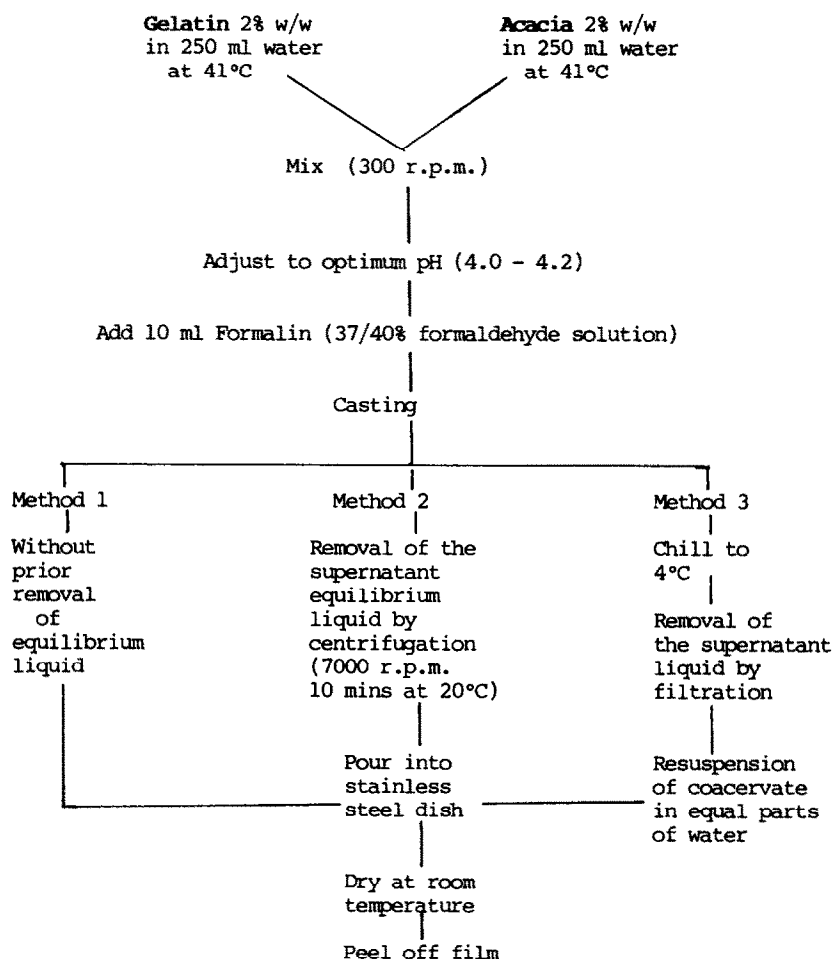 Gelatin 2% w/w
in 250 ml water
at 41°C
Acacia 2% w/w
in 250 ml water
at 41°C
Mix (300 r.p.m.)
Adjust to optimum pH (4.0 - 4.2)
Add 10 ml Formalin (37/40% formaldehyde solution)
Casting
Method 1
Without
prior
removal
of
equilibrium
liquid
Method 2
Removal of the
supernatant
equilibrium
liquid by
centrifugation
(7000 r.p.m.
10 mins at 20°C)
Method 3
Chill to
4°C
Removal of
the supernatant
liquid by
filtration
Resuspension
of coacervate
in equal parts
of water
Pour into
stainless
steel dish
Dry at room
temperature
Peel off film